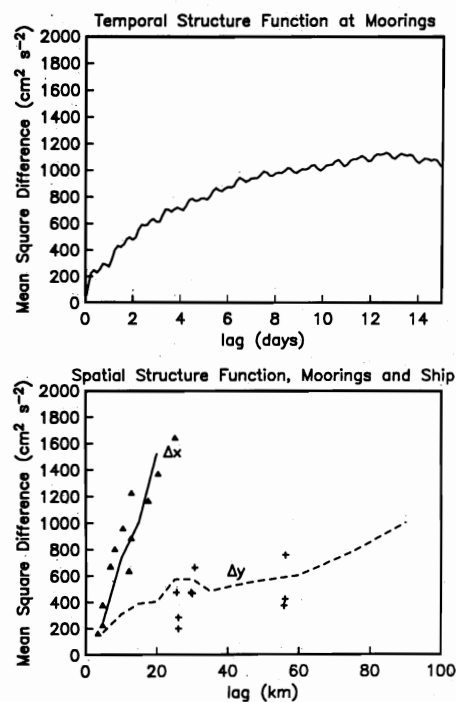 Temporal Structure Function at Moorings
Mean Square Difference (cm² s⁻²)
2000
1800
1600
1400
1200
1000
800
600
400
200
0
0 2 4 6 8 10 12 14
lag (days)
Spatial Structure Function, Moorings and Ship
Mean Square Difference (cm² s⁻²)
2000
1800
1600
1400
1200
1000
800
600
400
200
0
Δx
Δy
0 20 40 60 80 100
lag (km)